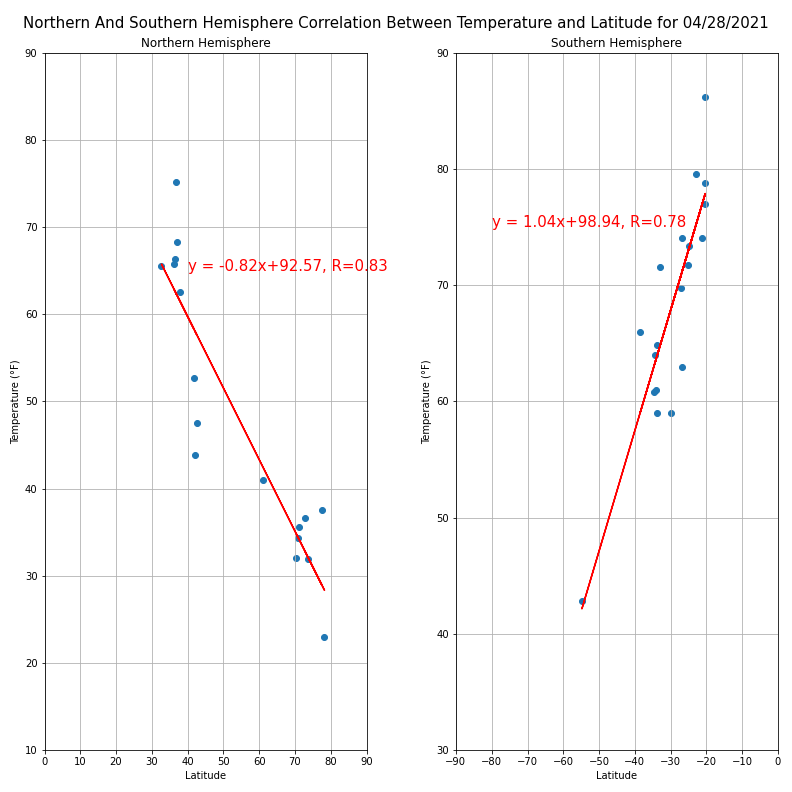 Northern And Southern Hemisphere Correlation Between Temperature and Latitude for 04/28/2021
Northern Hemisphere
90
80
70
60
50
40
30
20
10
Temperature (°F)
y = -0.82x+92.57, R=0.83
0 10 20 30 40 50 60 70 80 90
Latitude
Southern Hemisphere
90
80
70
60
50
40
30
Temperature (°F)
y = 1.04x+98.94, R=0.78
−90 −80 −70 −60 −50 −40 −30 −20 −10 0
Latitude